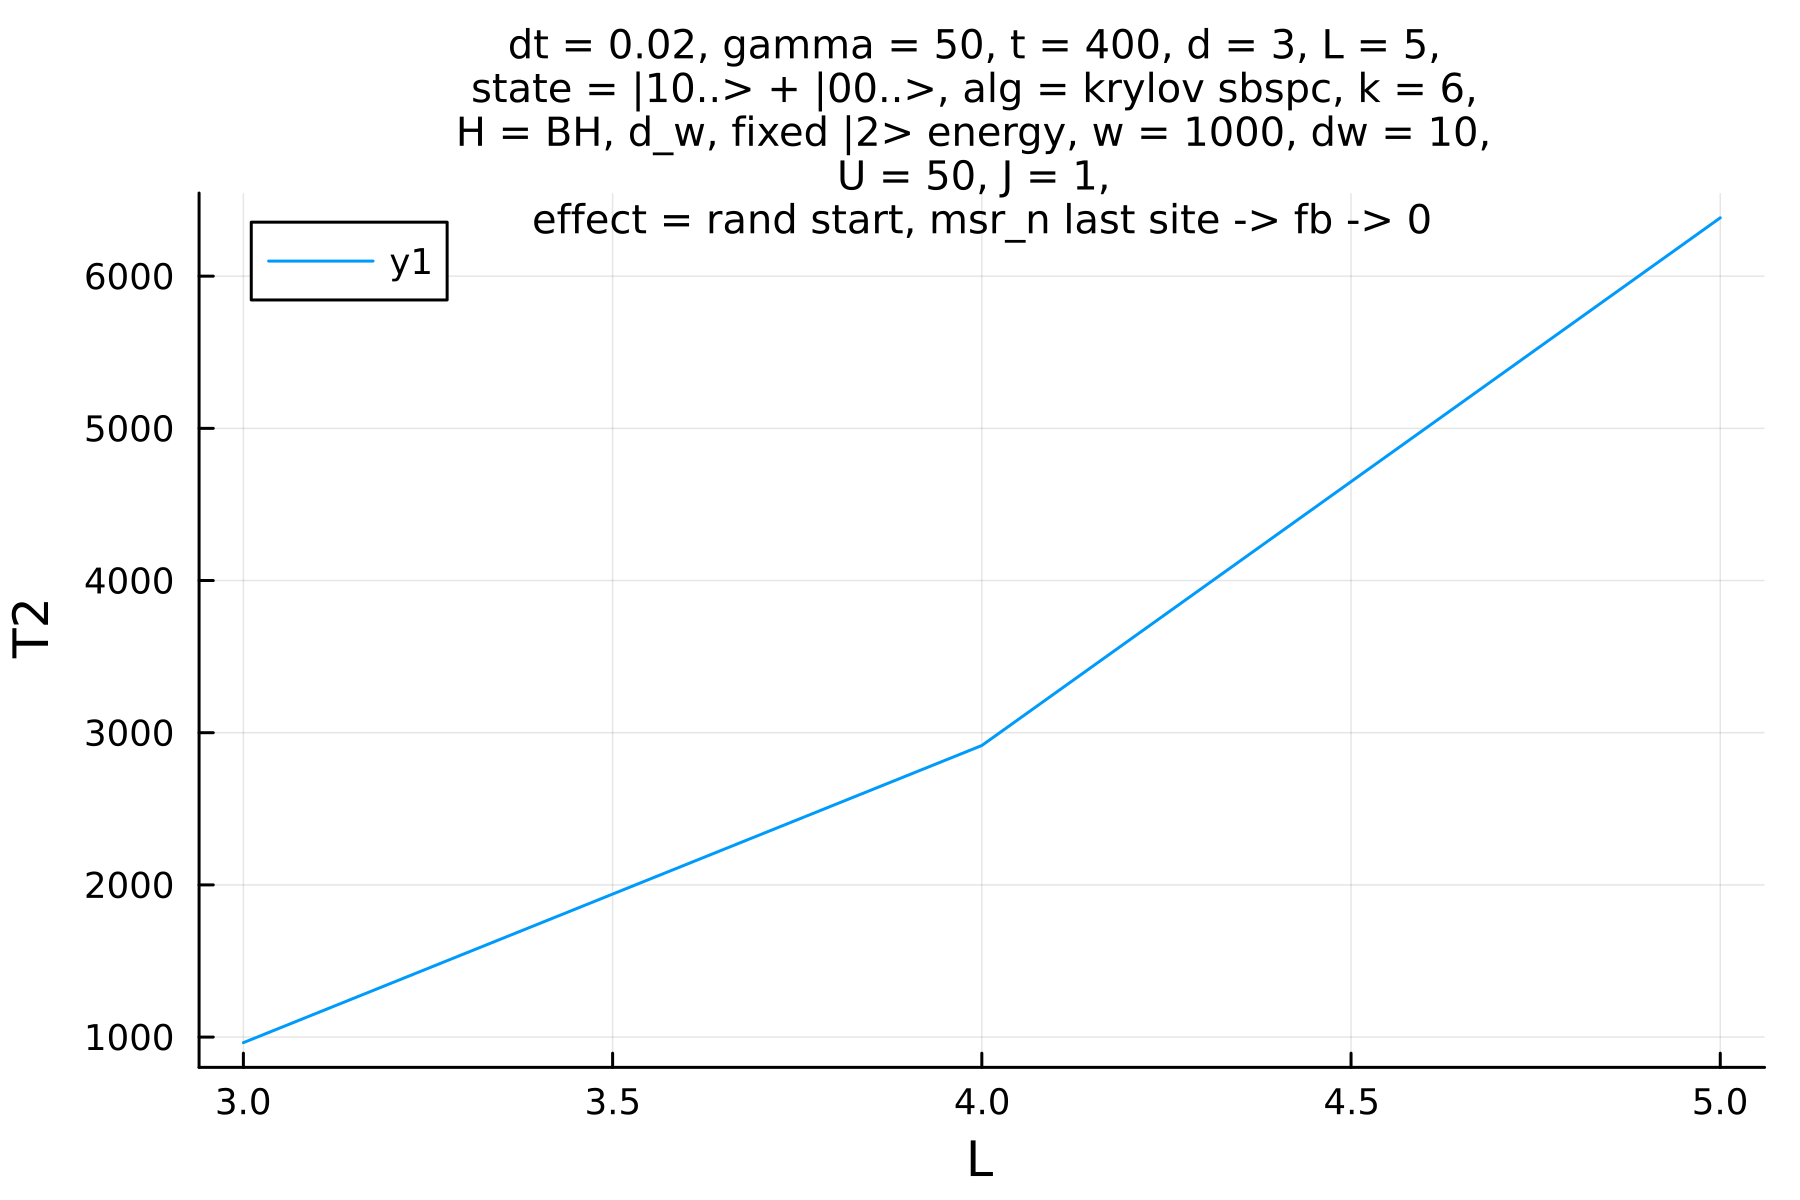 dt = 0.02, gamma = 50, t = 400, d = 3, L = 5,
state = |10..> + |00..>, alg = krylov sbspc, k = 6,
H = BH, d_w, fixed |2> energy, w = 1000, dw = 10,
U = 50, J = 1,
effect = rand start, msr_n last site -> fb -> 0
y1
6000
5000
4000
3000
2000
1000
T2
3.0 3.5 4.0 4.5 5.0
L